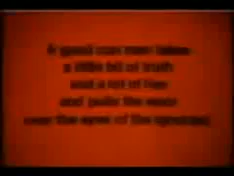 A good con man takes
a little bit of truth
and a lot of lies
and pulls the wool
over the eyes of the ignorant.